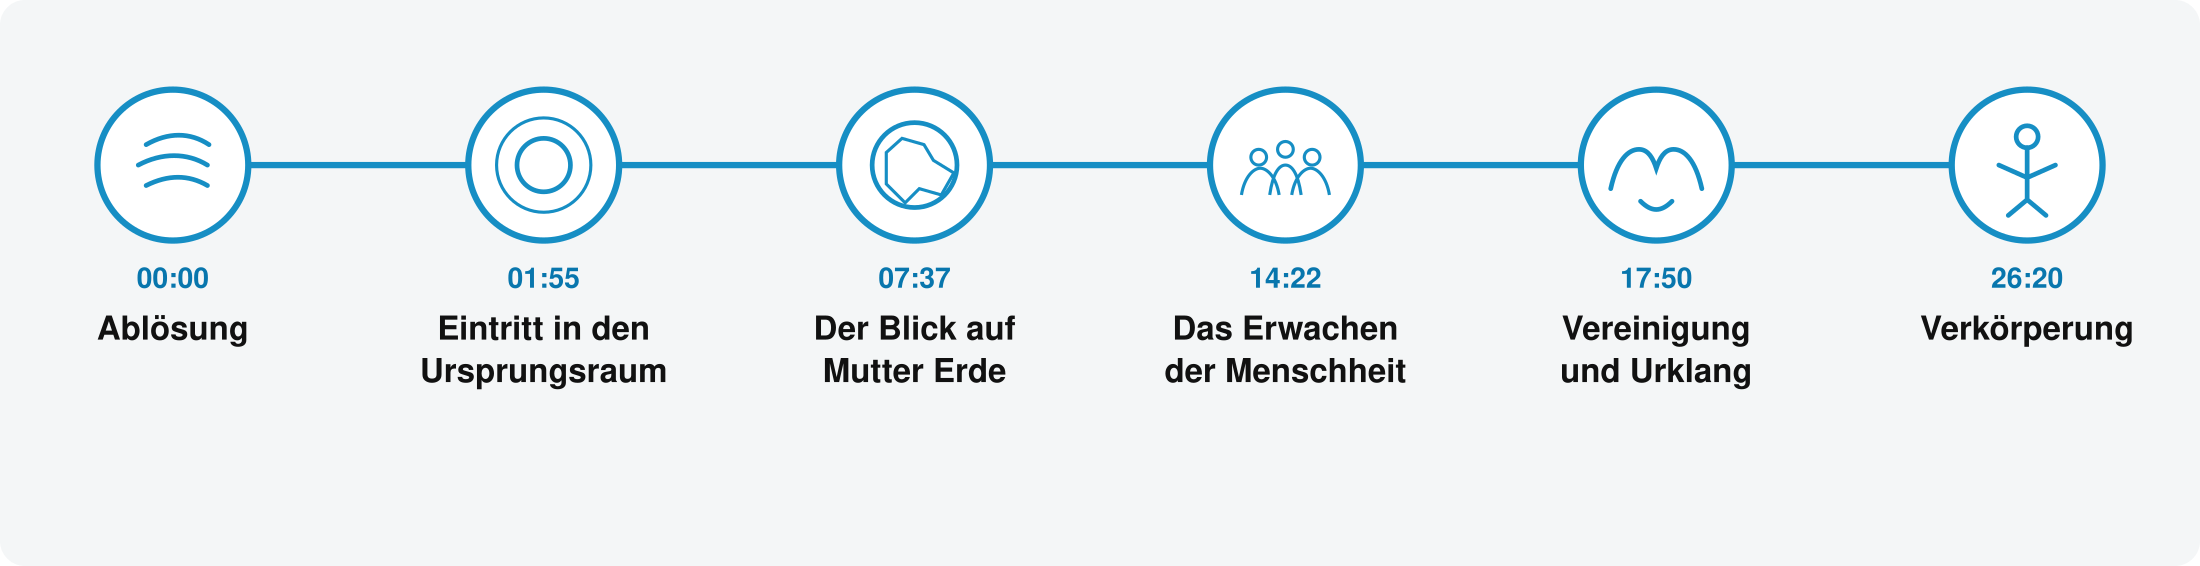 00:00
Ablösung
01:55
Eintritt in den
Ursprungsraum
07:37
Der Blick auf
Mutter Erde
14:22
Das Erwachen
der Menschheit
17:50
Vereinigung
und Urklang
26:20
Verkörperung